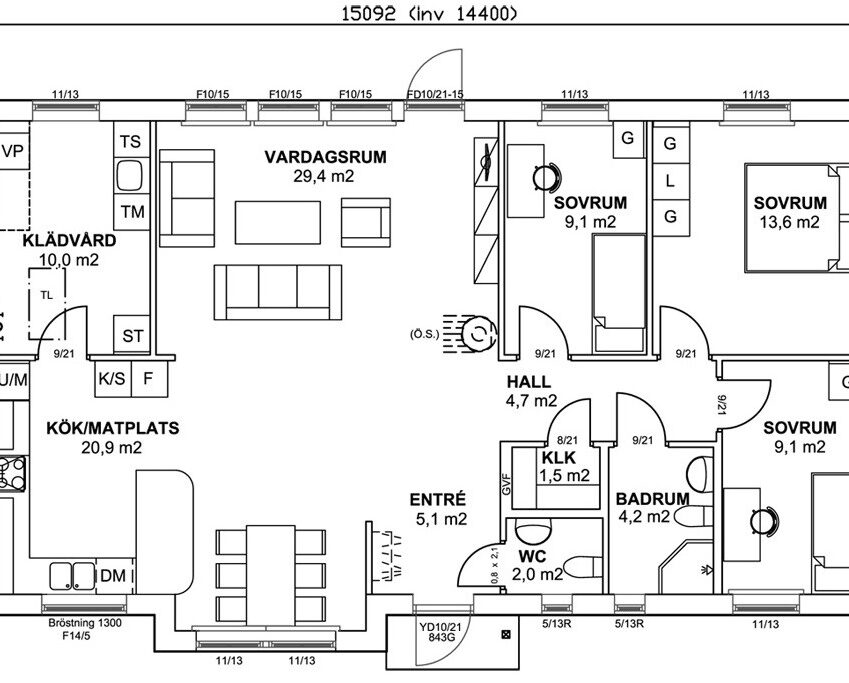 15092 (inv 14400)
11/13
F10/15
F10/15
F10/15
FD10/21-15
11/13
11/13
VP
TS
TM
KLÄDVÅRD
10,0 m2
TL
ST
9/21
VARDAGSRUM
29,4 m2
(Ö.S.)
G
SOVRUM
9,1 m2
9/21
G
L
G
SOVRUM
13,6 m2
9/21
U/M
K/S
F
KÖK/MATPLATS
20,9 m2
DM
HALL
4,7 m2
8/21
9/21
9/21
G
SOVRUM
9,1 m2
GVF
KLK
1,5 m2
ENTRÉ
5,1 m2
BADRUM
4,2 m2
WC
2,0 m2
0,8 x 2,1
Bröstning 1300
F14/5
11/13
11/13
YD10/21
843G
5/13R
5/13R
11/13